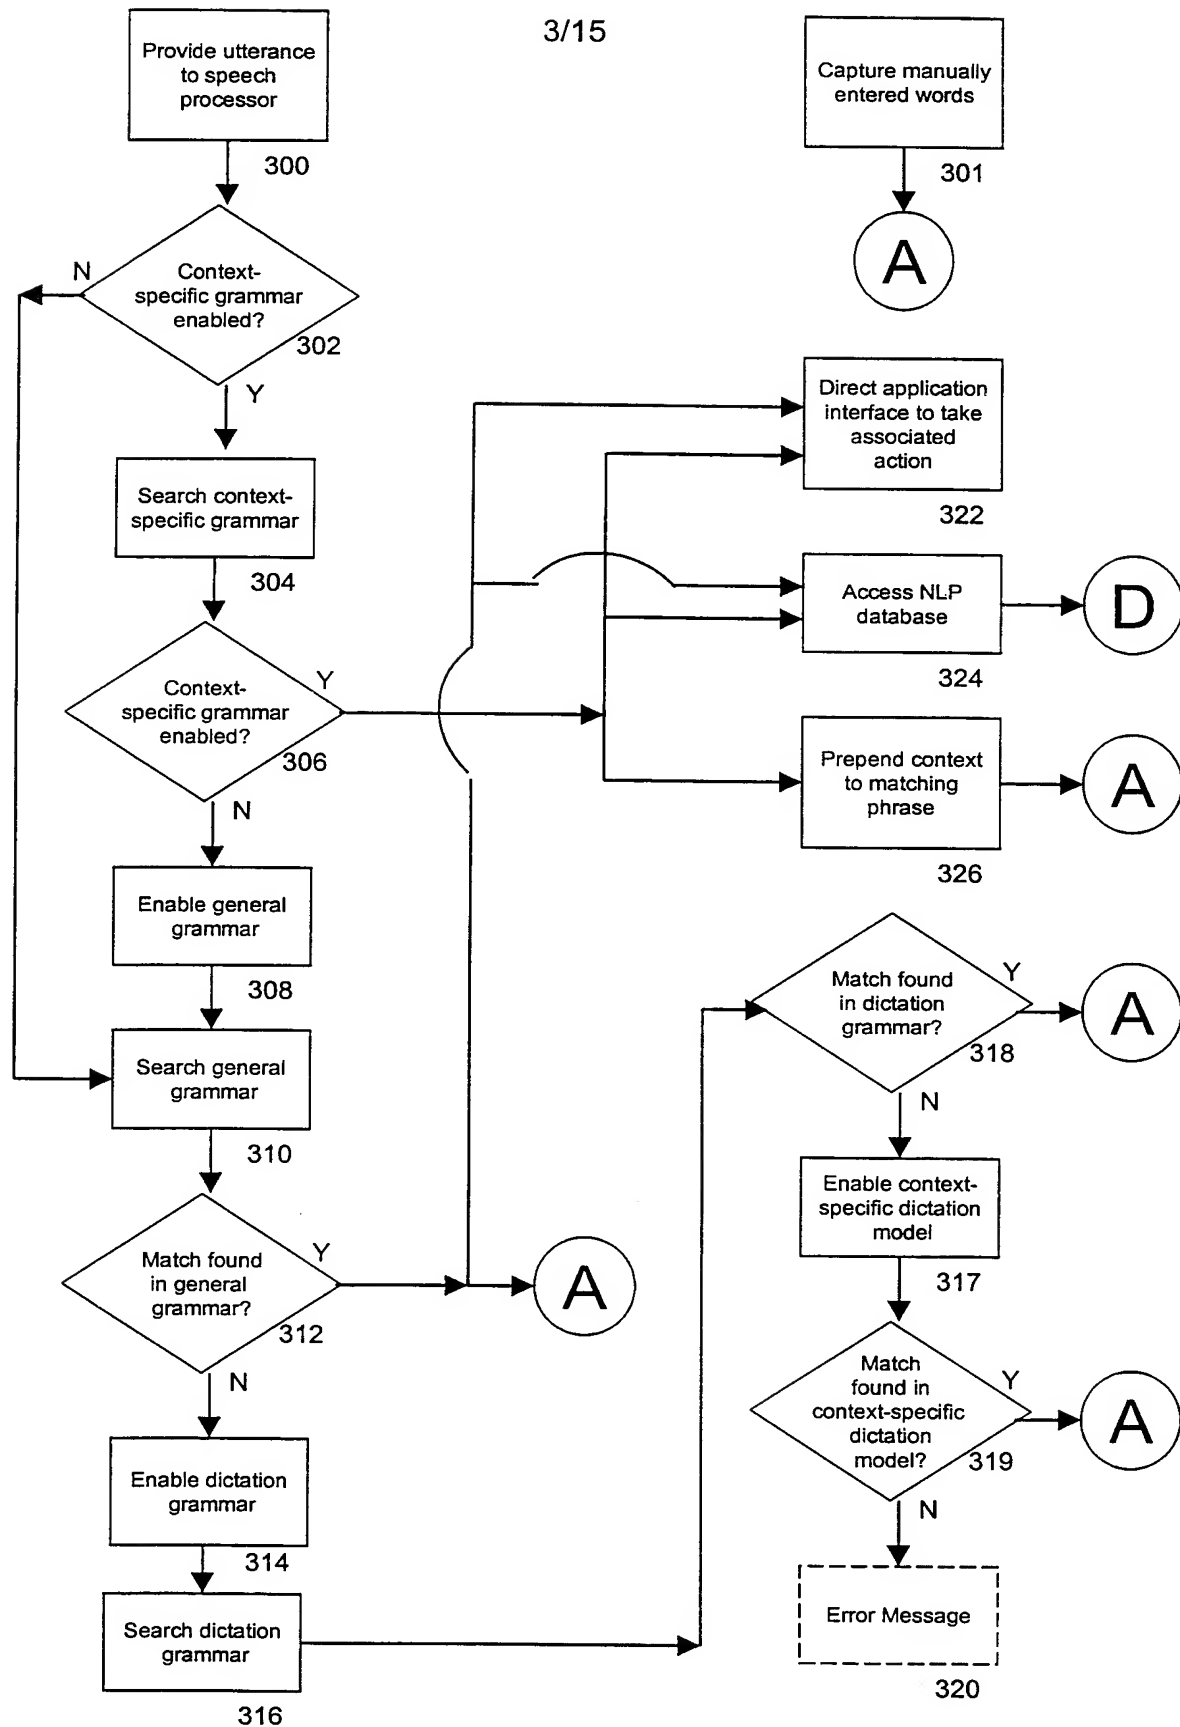 3/15
Provide utterance
to speech
processor
300
Context-
specific grammar
enabled?
302
N
Y
Search context-
specific grammar
304
Context-
specific grammar
enabled?
306
Y
N
Enable general
grammar
308
Search general
grammar
310
Match found
in general
grammar?
312
Y
A
N
Enable dictation
grammar
314
Search dictation
grammar
316
Capture manually
entered words
301
A
Direct application
interface to take
associated
action
322
Access NLP
database
324
D
Prepend context
to matching
phrase
326
A
Match found
in dictation
grammar?
318
Y
A
N
Enable context-
specific dictation
model
317
Match
found in
context-specific
dictation
model?
319
Y
A
N
Error Message
320